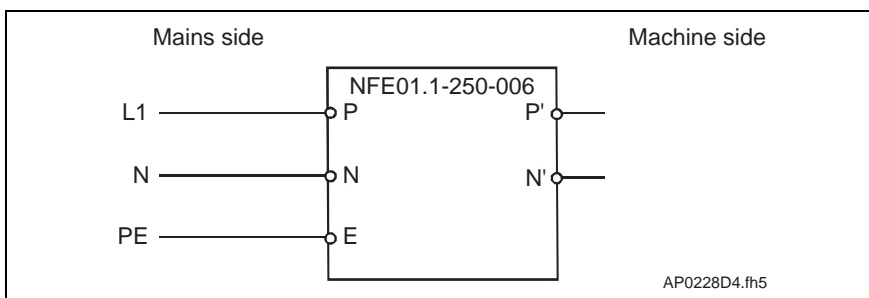 Mains side Machine side
NFE01.1-250-006
L1 P P'
N N N'
PE E
AP0228D4.fh5